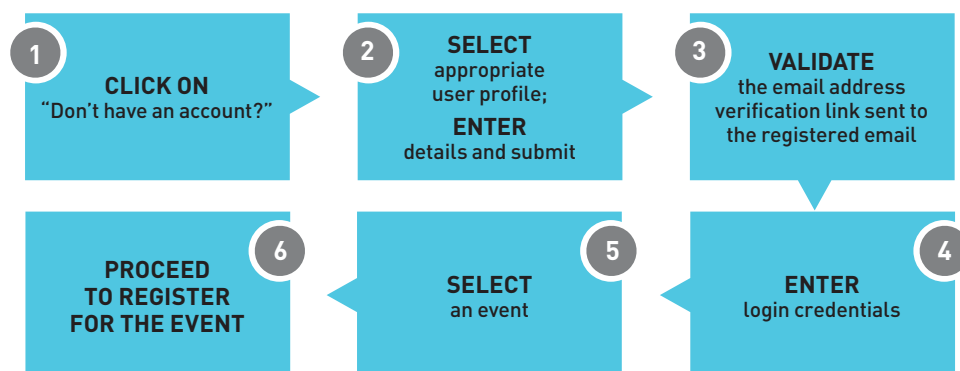 1
CLICK ON
“Don’t have an account?”
2
SELECT
appropriate
user profile;
ENTER
details and submit
3
VALIDATE
the email address
verification link sent to
the registered email
4
ENTER
login credentials
5
SELECT
an event
6
PROCEED
TO REGISTER
FOR THE EVENT